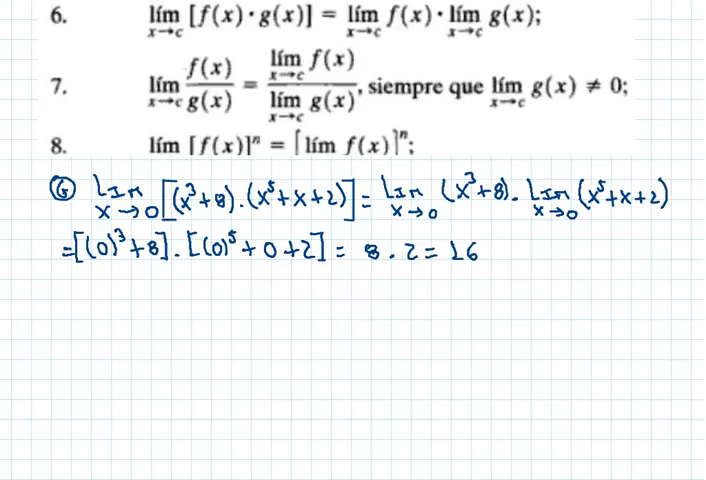 6. lím [f(x) · g(x)] = lím f(x) · lím g(x);
x→c x→c x→c
7. lím f(x)/g(x) = lím f(x) / lím g(x), siempre que lím g(x) ≠ 0;
x→c x→c x→c x→c
8. lím [f(x)]ⁿ = [lím f(x)]ⁿ;
⑥ Lim [(x³+8).(x⁵+x+2)] = Lim (x³+8) . Lim (x⁵+x+2)
x→0 x→0 x→0
=[(0)³+8] . [(0)⁵+0+2] = 8 . 2 = 16